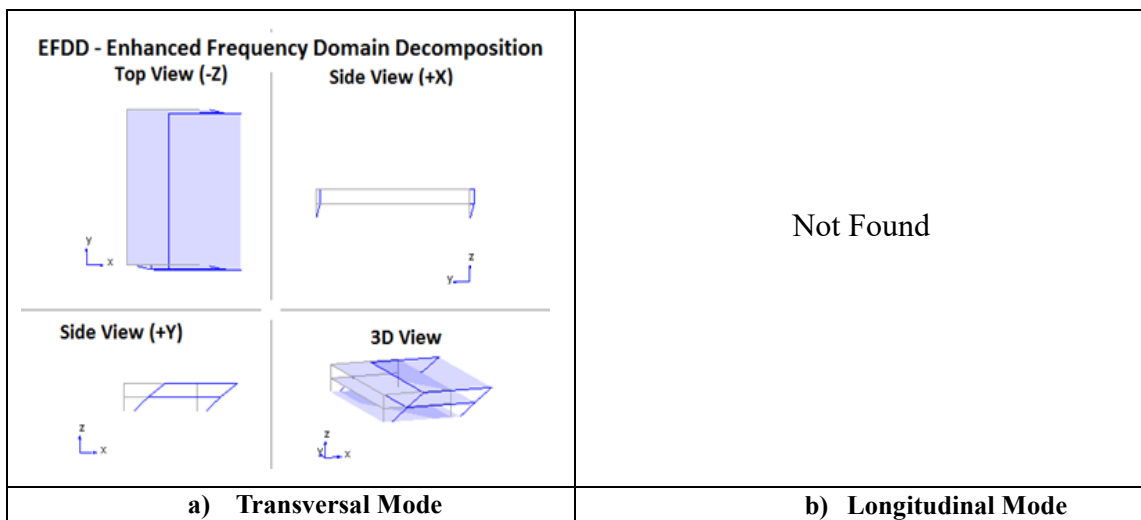 EFDD - Enhanced Frequency Domain Decomposition
Top View (-Z)
Side View (+X)
y
x
z
y
Side View (+Y)
3D View
z
x
z
Y
x
Not Found
a) Transversal Mode
b) Longitudinal Mode